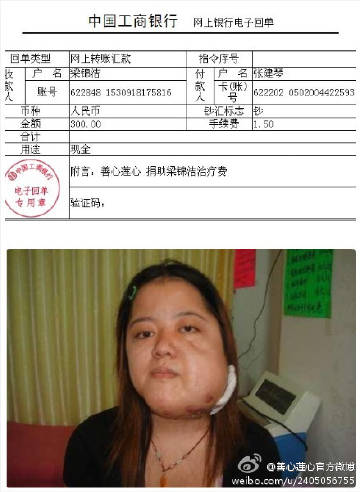 中国工商银行 网上银行电子回单
回单类型 网上转账汇款 指令序号
收款人 户 名 梁锦洁 付款人 户 名 张建琴
账号 622848 1530918175816 卡(账)号 622202 0502004422593
币种 人民币 钞汇标志 钞
金额 300.00 手续费 1.50
合计
用途 现金
附言：善心莲心 捐助梁锦洁治疗费
验证码：
中国工商银行
电子回单
专用章
@善心莲心官方微博
weibo.com/u/2405056755